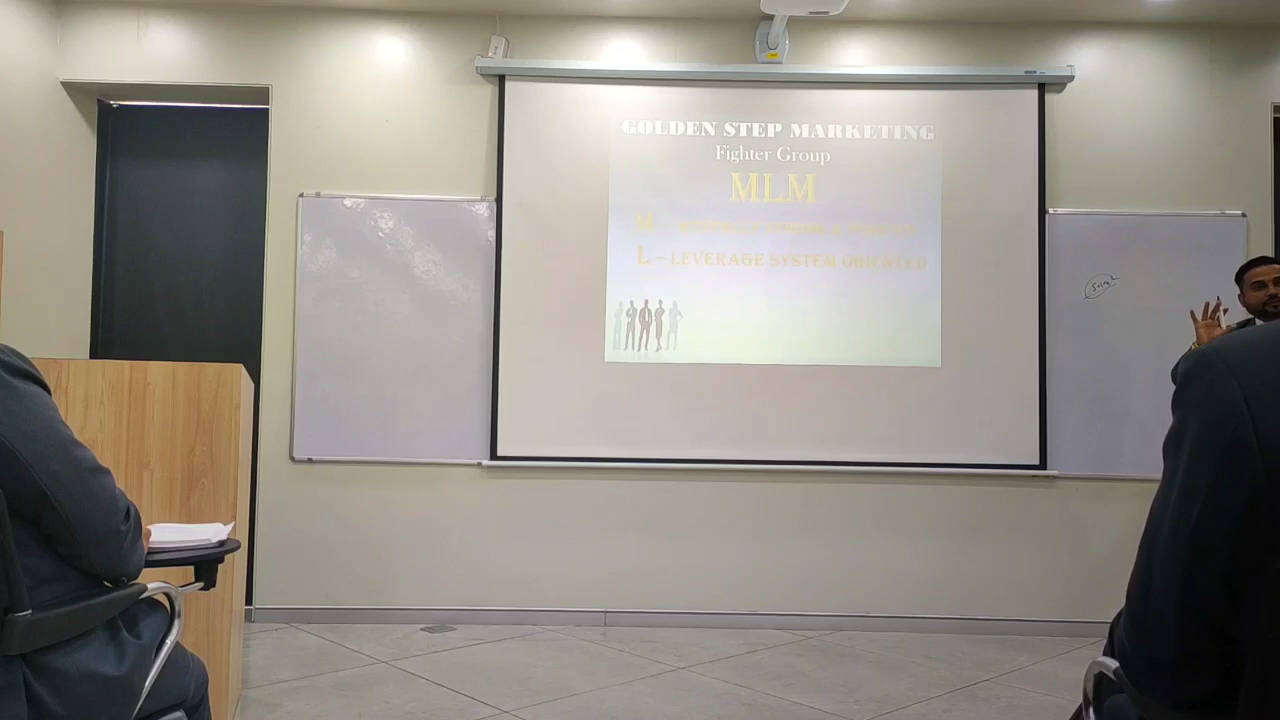 GOLDEN STEP MARKETING
Fighter Group
MLM
M
L – LEVERAGE SYSTEM ORIENTED